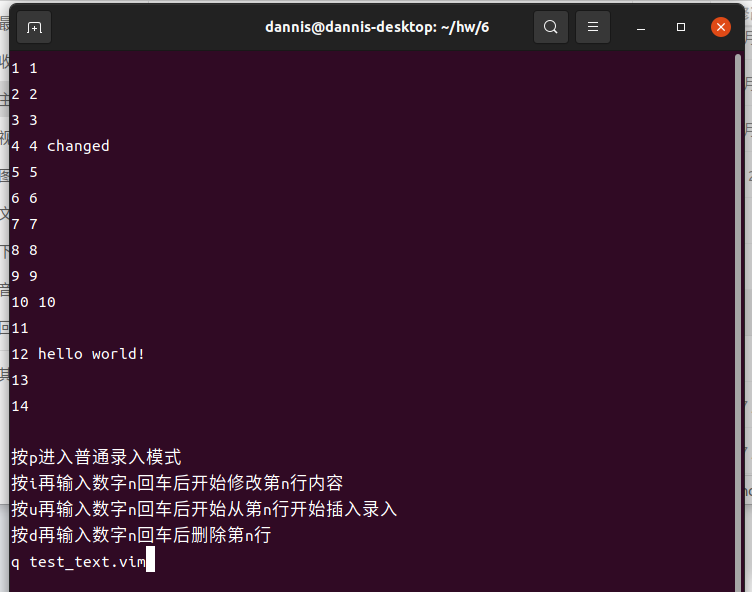 dannis@dannis-desktop: ~/hw/6
1 1
2 2
3 3
4 4 changed
5 5
6 6
7 7
8 8
9 9
10 10
11
12 hello world!
13
14
按p进入普通录入模式
按i再输入数字n回车后开始修改第n行内容
按u再输入数字n回车后开始从第n行开始插入录入
按d再输入数字n回车后删除第n行
q test_text.vim